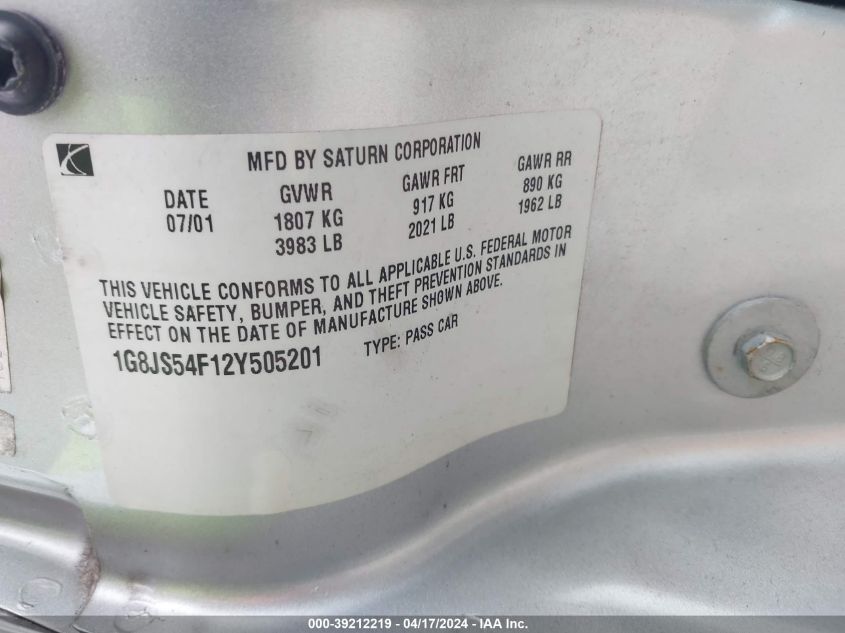 MFD BY SATURN CORPORATION
DATE GVWR GAWR FRT GAWR RR
07/01 1807 KG 917 KG 890 KG
3983 LB 2021 LB 1962 LB
THIS VEHICLE CONFORMS TO ALL APPLICABLE U.S. FEDERAL MOTOR
VEHICLE SAFETY, BUMPER, AND THEFT PREVENTION STANDARDS IN
EFFECT ON THE DATE OF MANUFACTURE SHOWN ABOVE.
1G8JS54F12Y505201 TYPE: PASS CAR
000-39212219 - 04/17/2024 - IAA Inc.